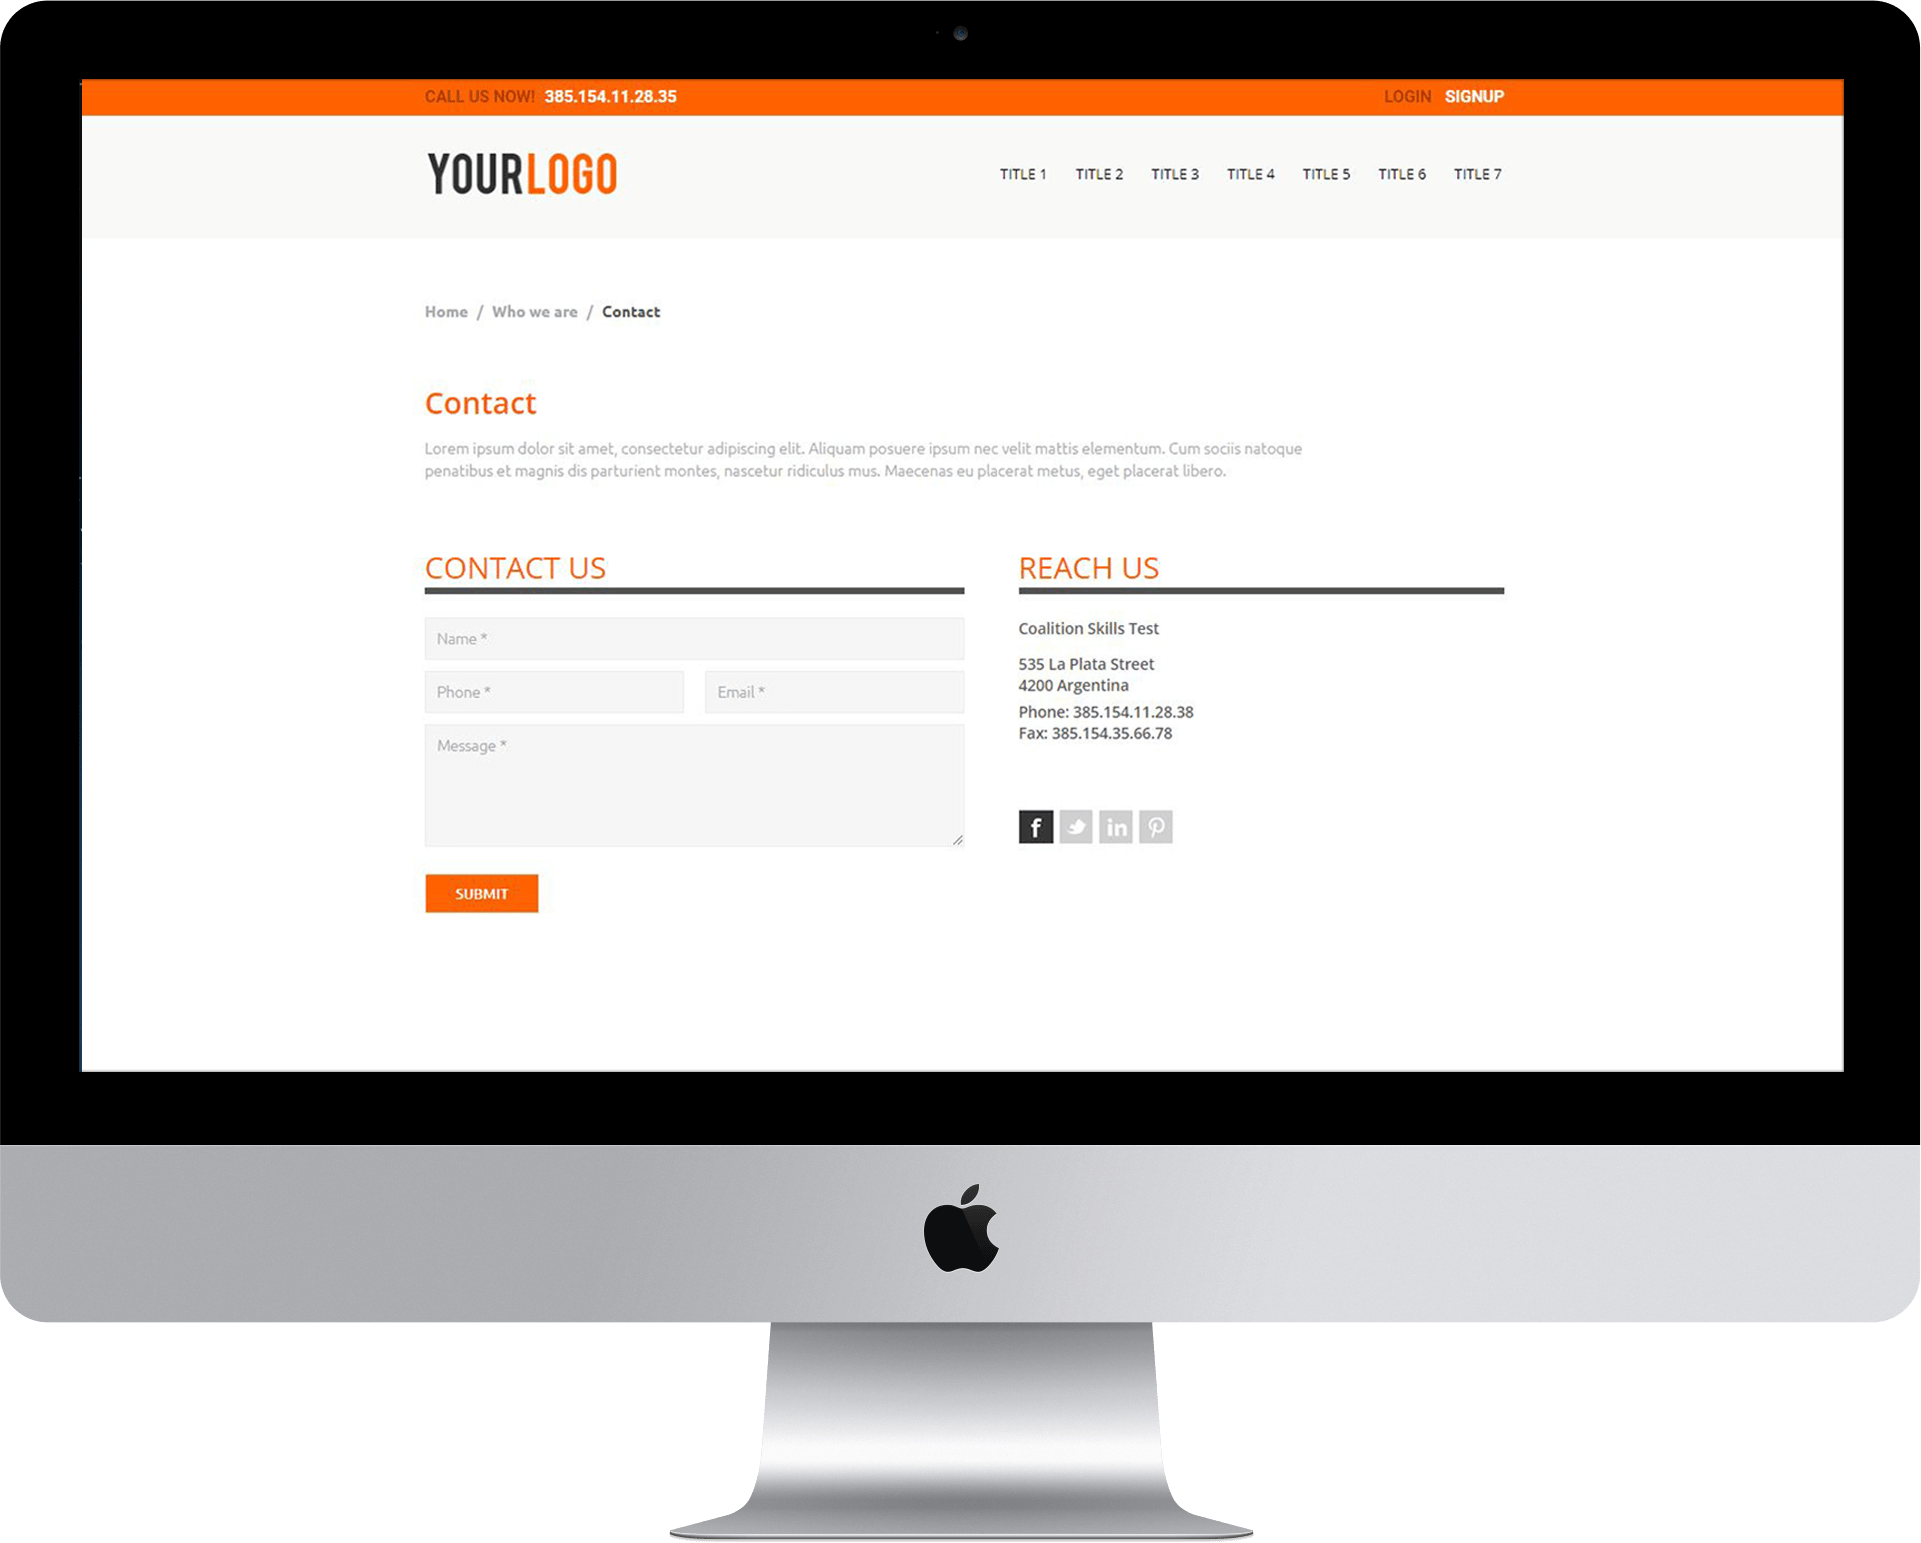 CALL US NOW! 385.154.11.28.35
LOGIN SIGNUP
YOURLOGO
TITLE 1 TITLE 2 TITLE 3 TITLE 4 TITLE 5 TITLE 6 TITLE 7
Home / Who we are / Contact
Contact
Lorem ipsum dolor sit amet, consectetur adipiscing elit. Aliquam posuere ipsum nec velit mattis elementum. Cum sociis natoque
penatibus et magnis dis parturient montes, nascetur ridiculus mus. Maecenas eu placerat metus, eget placerat libero.
CONTACT US
Name *
Phone *
Email *
Message *
SUBMIT
REACH US
Coalition Skills Test
535 La Plata Street
4200 Argentina
Phone: 385.154.11.28.38
Fax: 385.154.35.66.78
f in